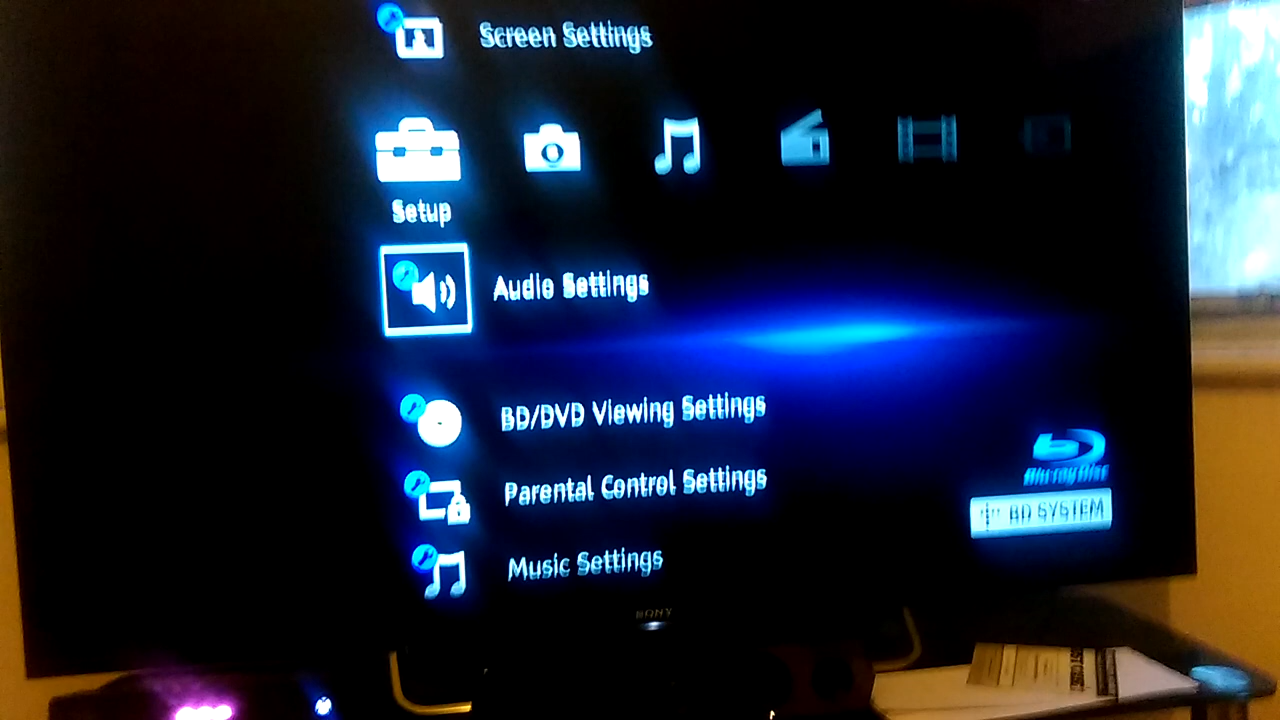 Screen Settings
Setup
Audio Settings
BD/DVD Viewing Settings
Parental Control Settings
Music Settings
Blu-ray Disc
BD SYSTEM
SONY